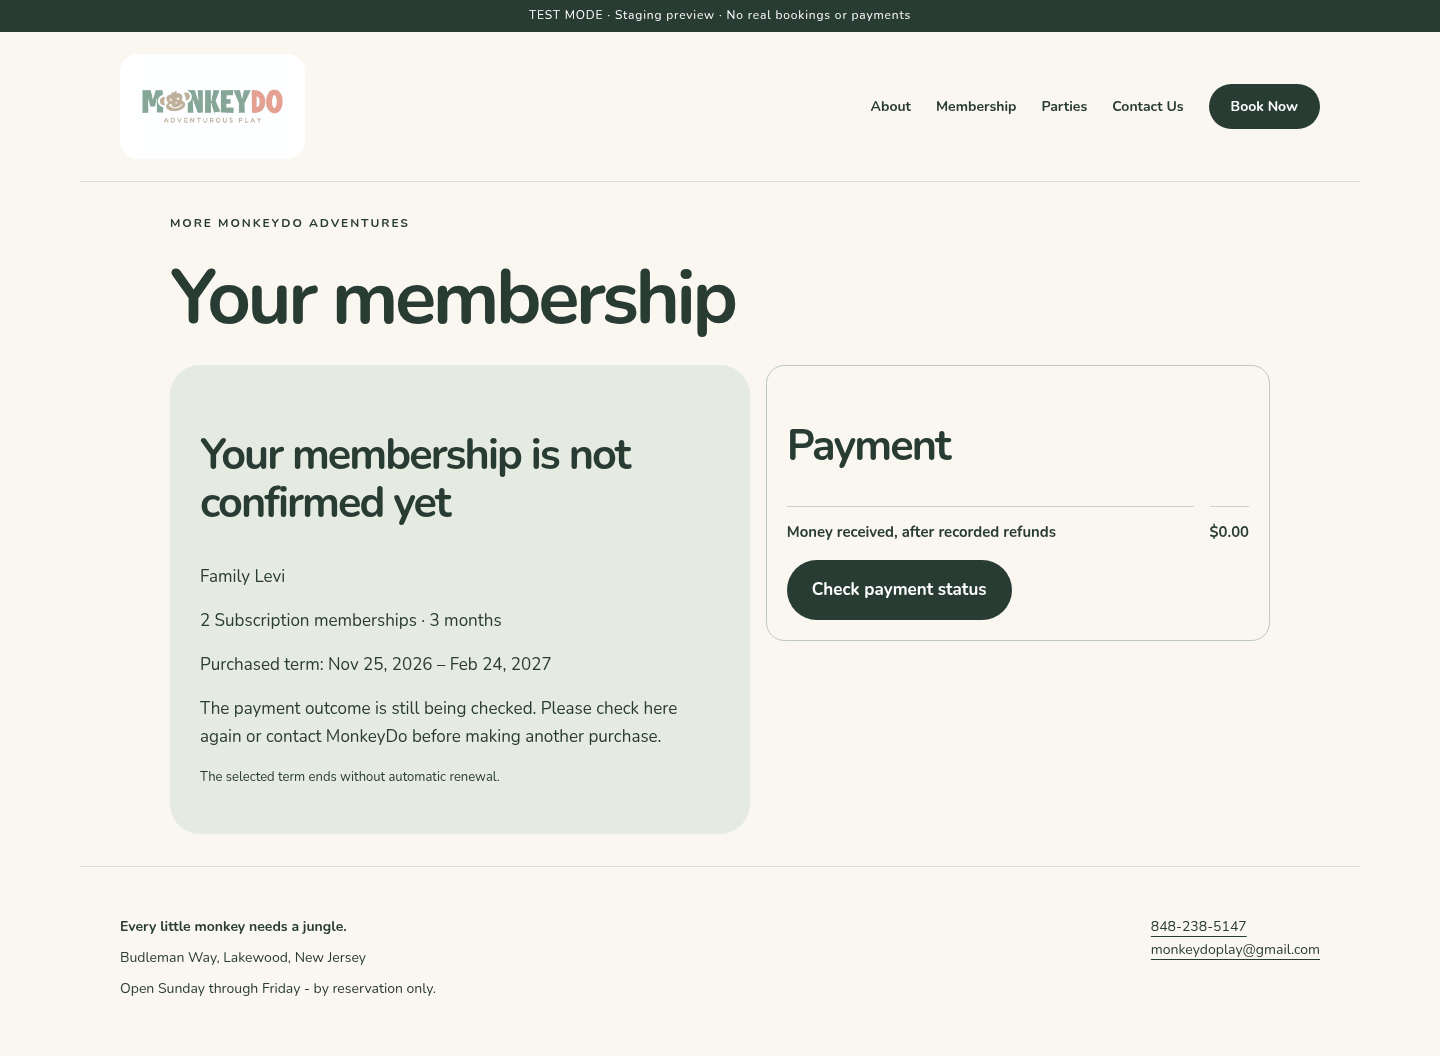 TEST MODE · Staging preview · No real bookings or payments
MONKEYDO
ADVENTUROUS PLAY
About
Membership
Parties
Contact Us
Book Now
MORE MONKEYDO ADVENTURES
Your membership
Your membership is not
confirmed yet
Family Levi
2 Subscription memberships · 3 months
Purchased term: Nov 25, 2026 – Feb 24, 2027
The payment outcome is still being checked. Please check here
again or contact MonkeyDo before making another purchase.
The selected term ends without automatic renewal.
Payment
Money received, after recorded refunds $0.00
Check payment status
Every little monkey needs a jungle.
Budleman Way, Lakewood, New Jersey
Open Sunday through Friday - by reservation only.
848-238-5147
monkeydoplay@gmail.com